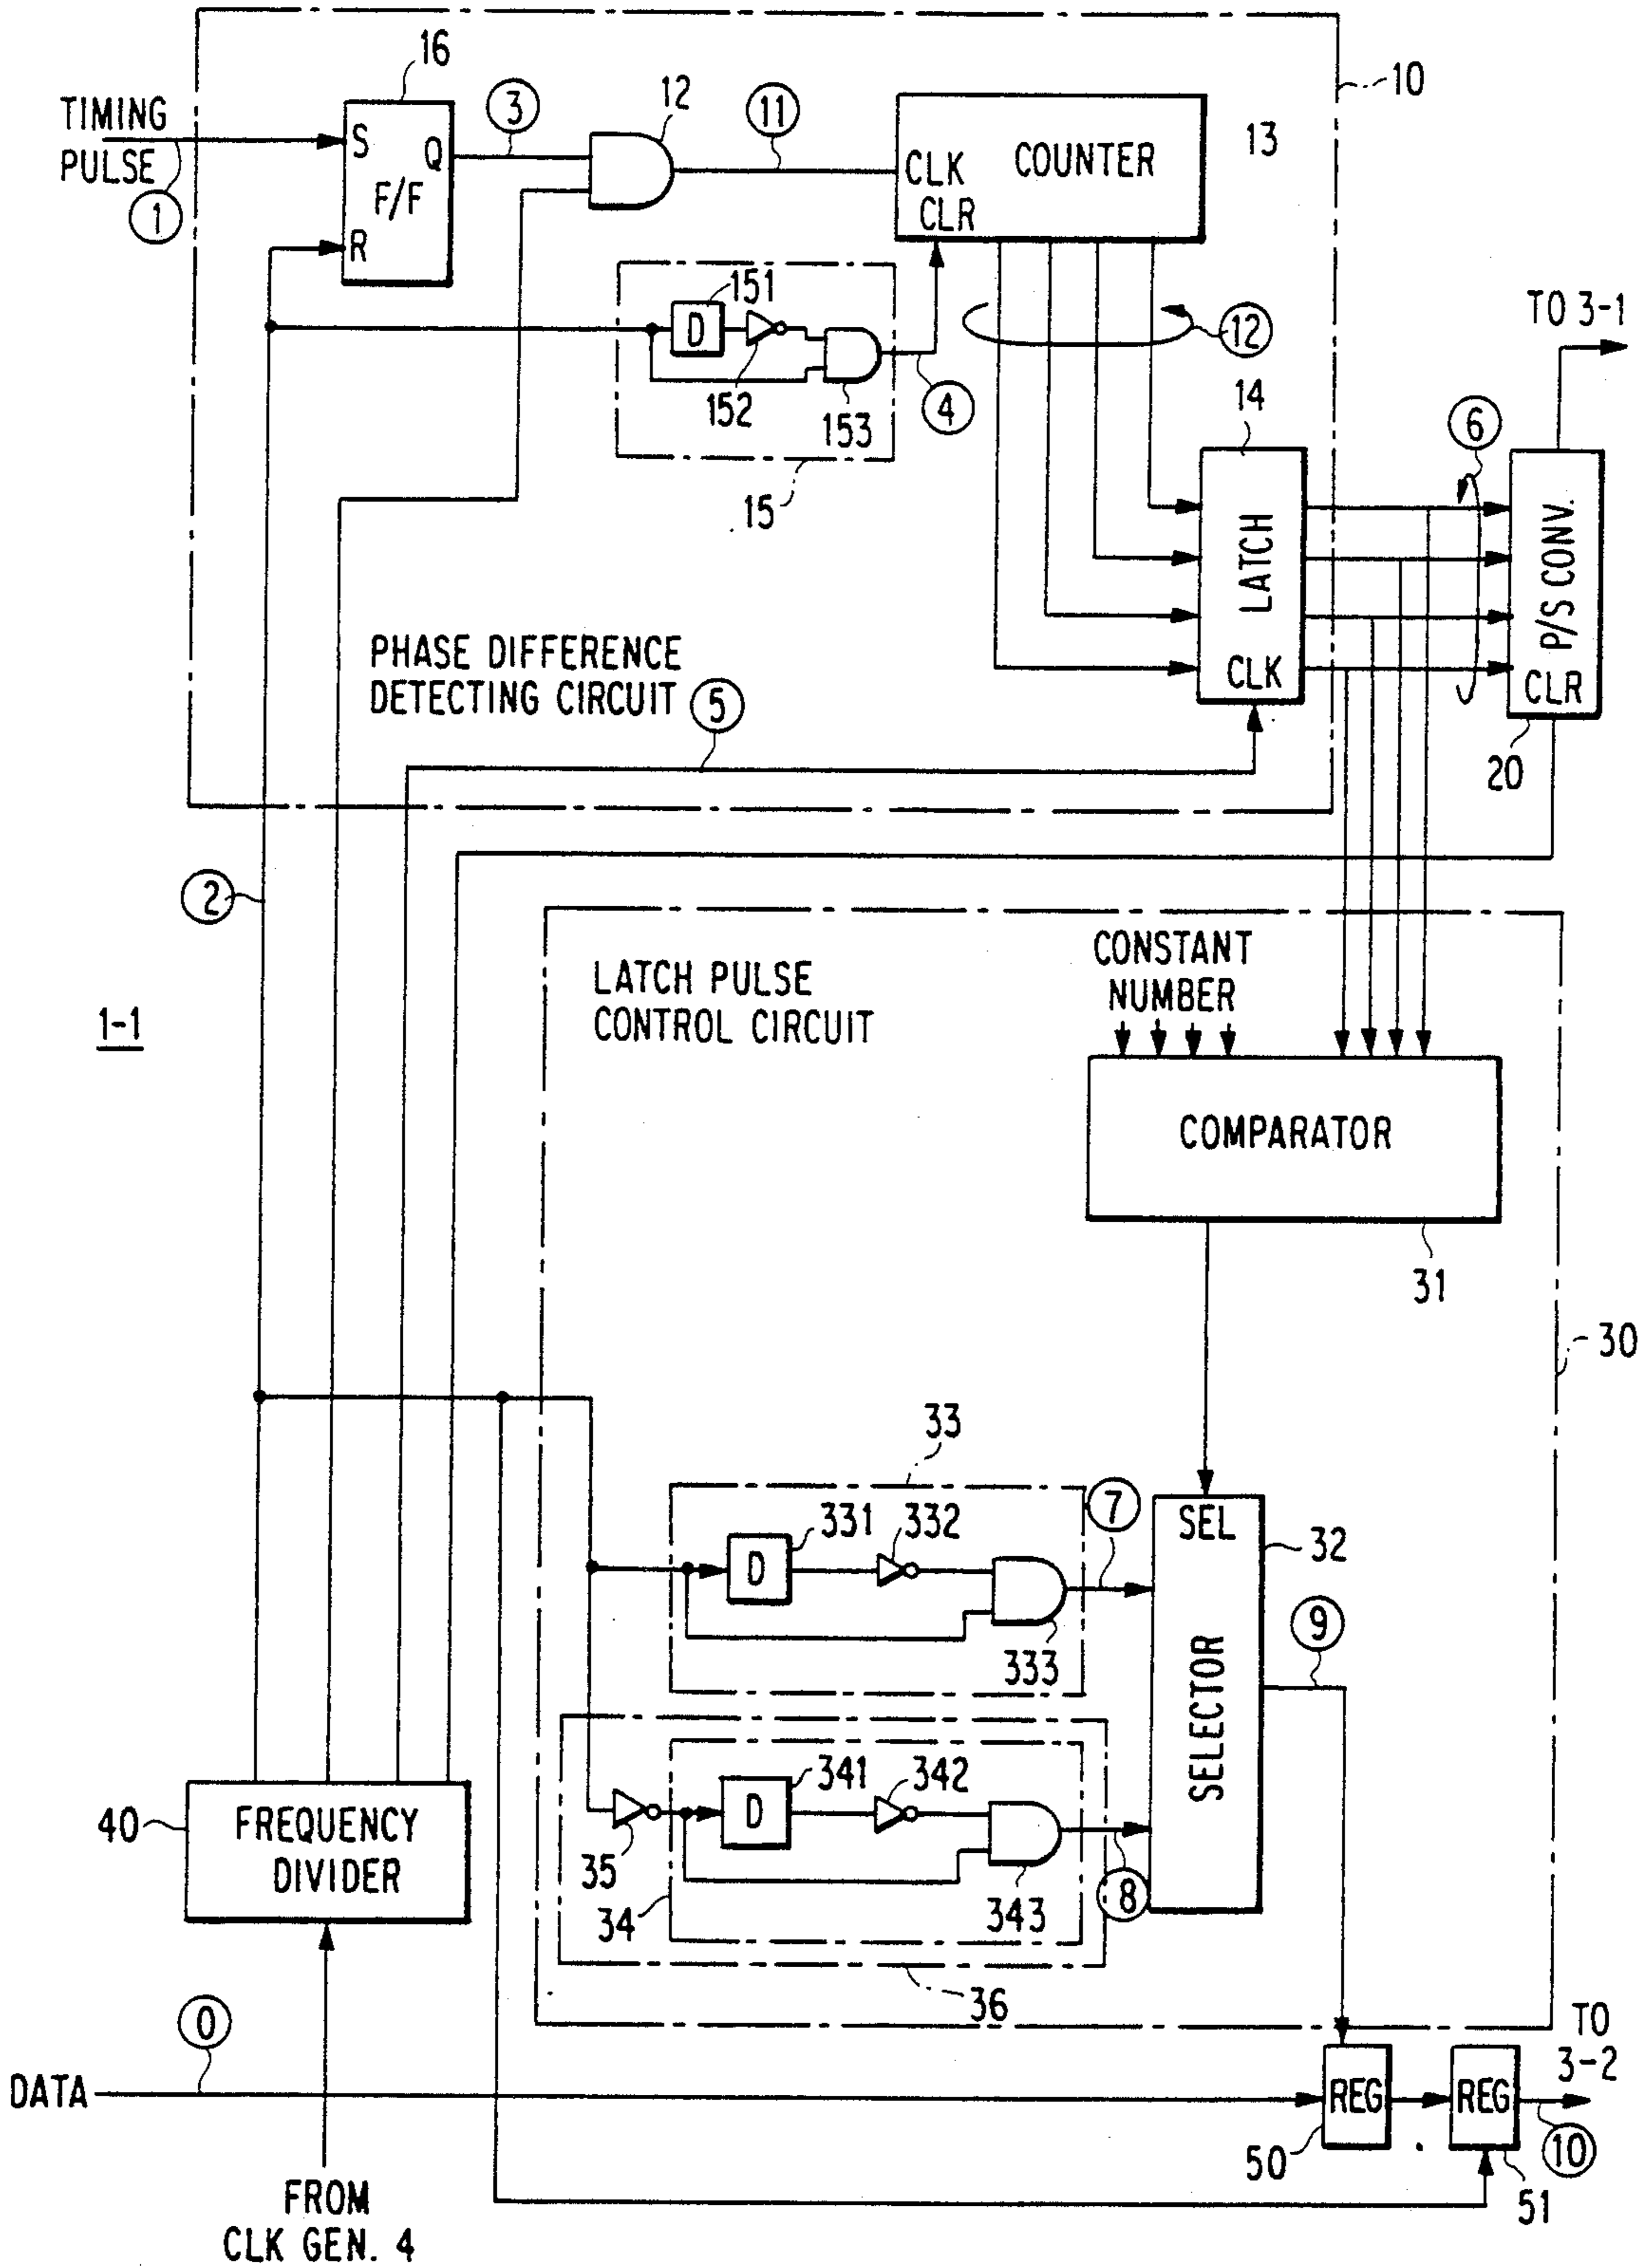 16
TIMING
PULSE
1
S
Q
F/F
R
3
12
11
CLK
CLR
COUNTER
13
10
151
D
152
153
4
15
12
TO 3-1
14
LATCH
CLK
6
P/S CONV.
CLR
20
PHASE DIFFERENCE
DETECTING CIRCUIT
5
2
1-1
LATCH PULSE
CONTROL CIRCUIT
CONSTANT
NUMBER
COMPARATOR
31
30
33
331
D
332
333
7
SEL
SELECTOR
32
9
341
D
342
343
35
34
8
36
40
FREQUENCY
DIVIDER
0
DATA
FROM
CLK GEN. 4
REG
50
REG
51
10
TO
3-2